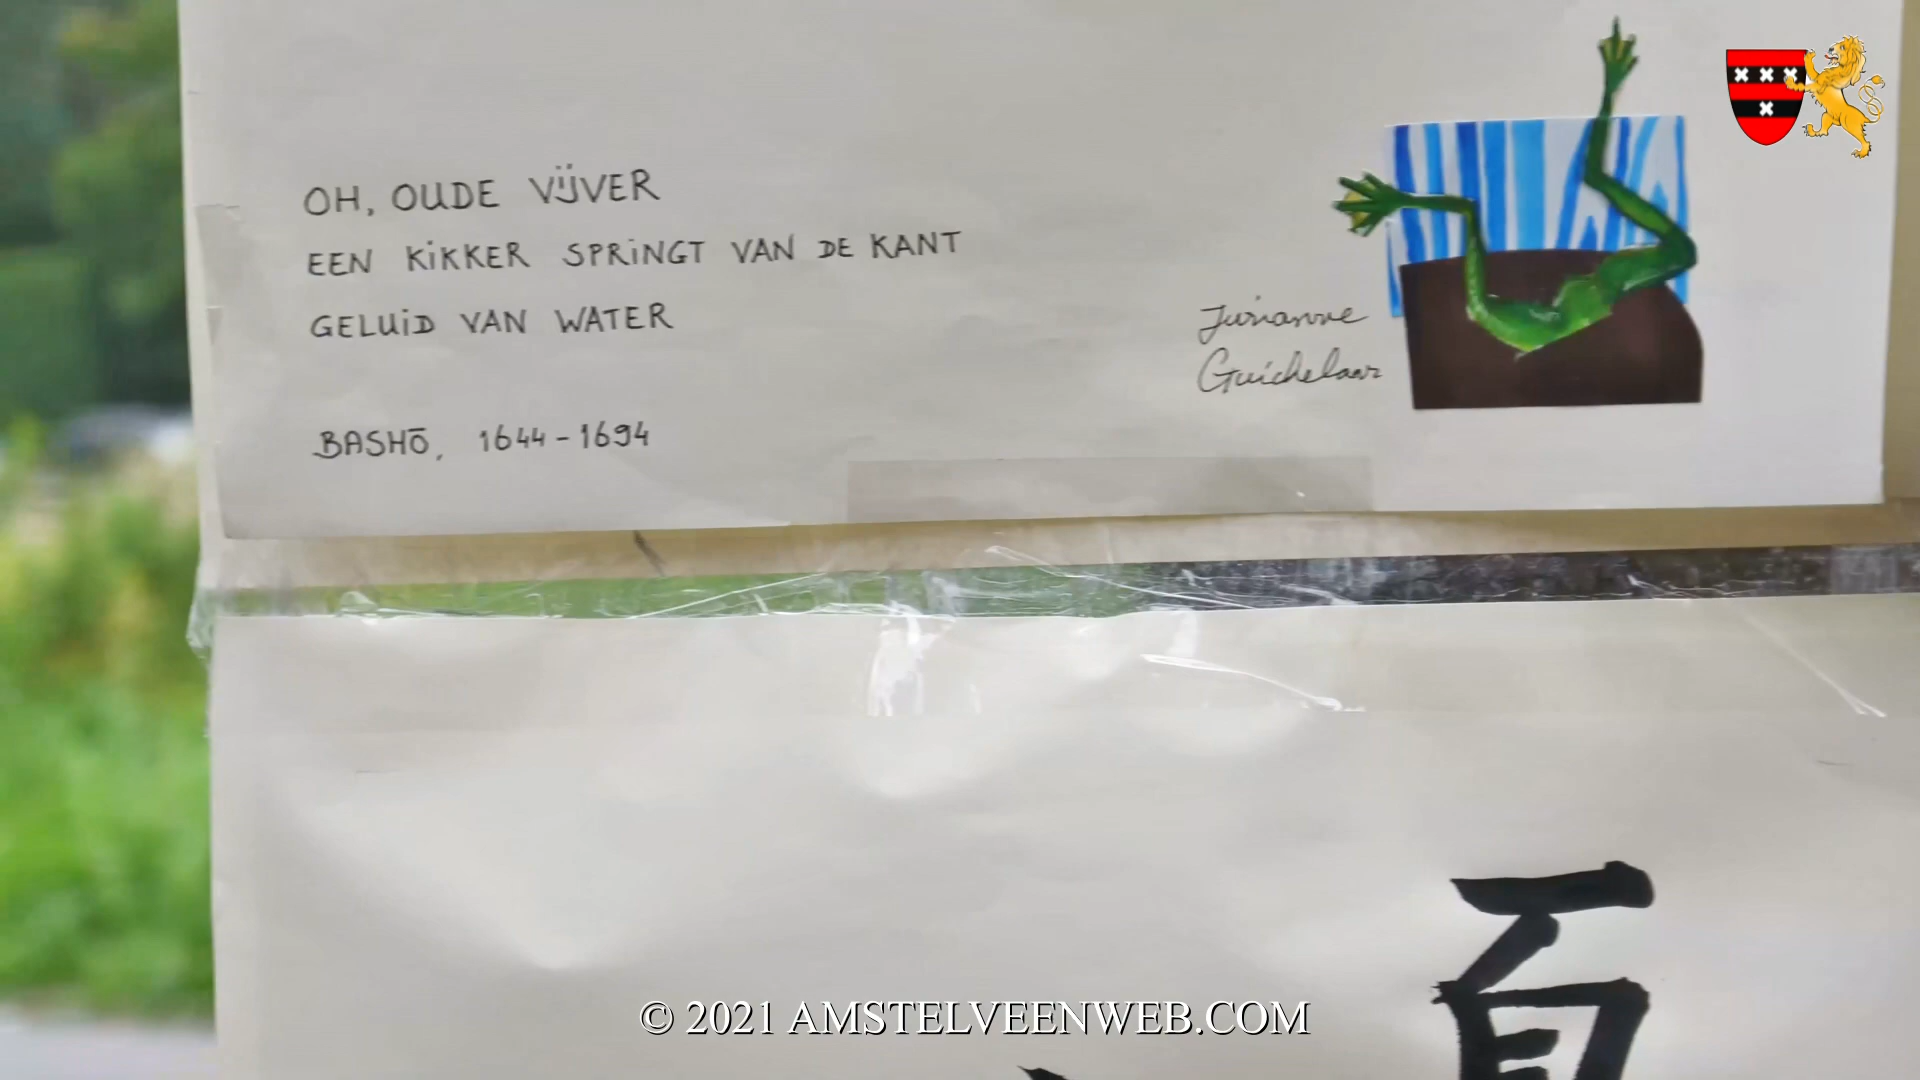 OH, OUDE VIJVER
EEN KIKKER SPRINGT VAN DE KANT
GELUID VAN WATER
BASHŌ, 1644-1694
Jurianne
Guichelaar
© 2021 AMSTELVEENWEB.COM